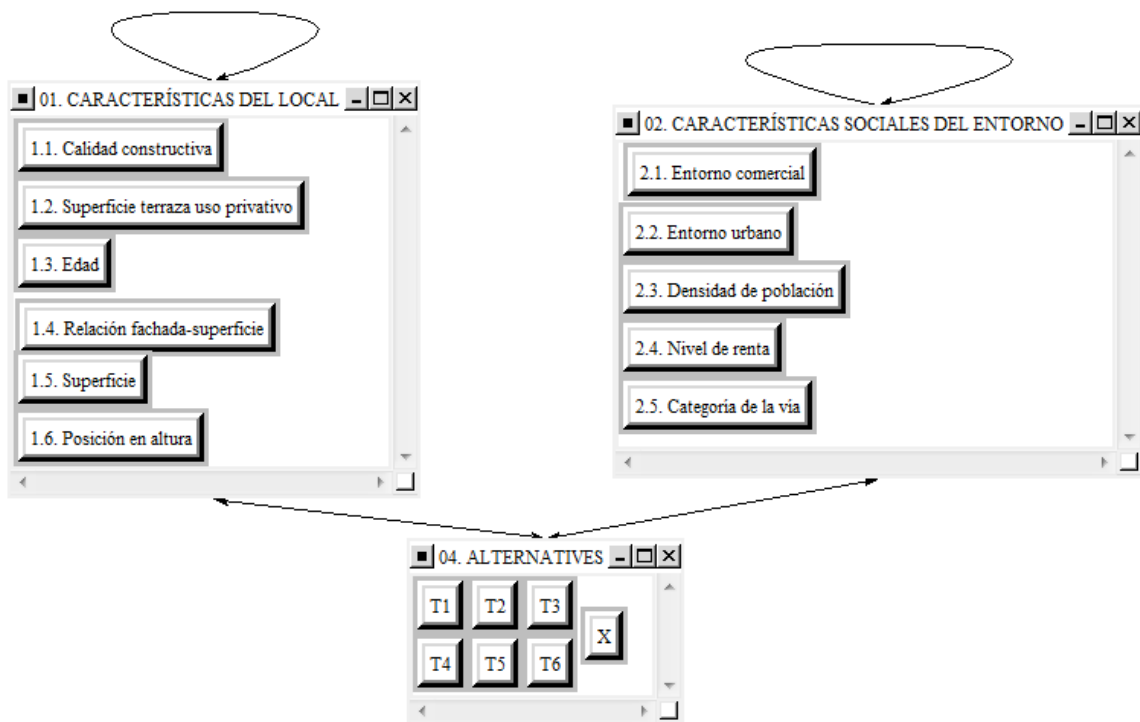 01. CARACTERÍSTICAS DEL LOCAL
1.1. Calidad constructiva
1.2. Superficie terraza uso privativo
1.3. Edad
1.4. Relación fachada-superficie
1.5. Superficie
1.6. Posición en altura
02. CARACTERÍSTICAS SOCIALES DEL ENTORNO
2.1. Entorno comercial
2.2. Entorno urbano
2.3. Densidad de población
2.4. Nivel de renta
2.5. Categoría de la vía
04. ALTERNATIVES
T1 T2 T3
X
T4 T5 T6